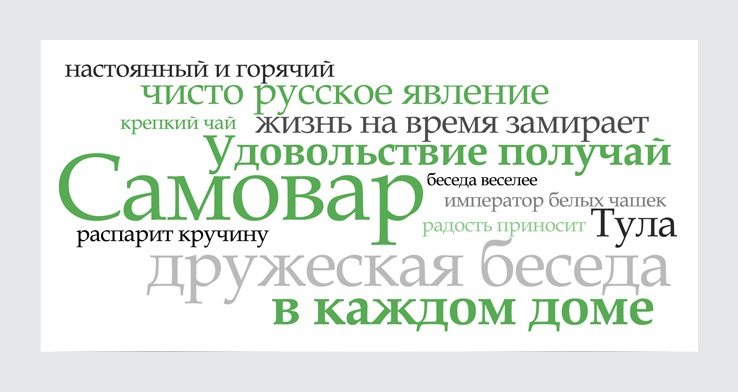 настоянный и горячий
чисто русское явление
крепкий чай
жизнь на время замирает
Удовольствие получай
Самовар
беседа веселее
император белых чашек
радость приносит
Тула
распарит кручину
дружеская беседа
в каждом доме